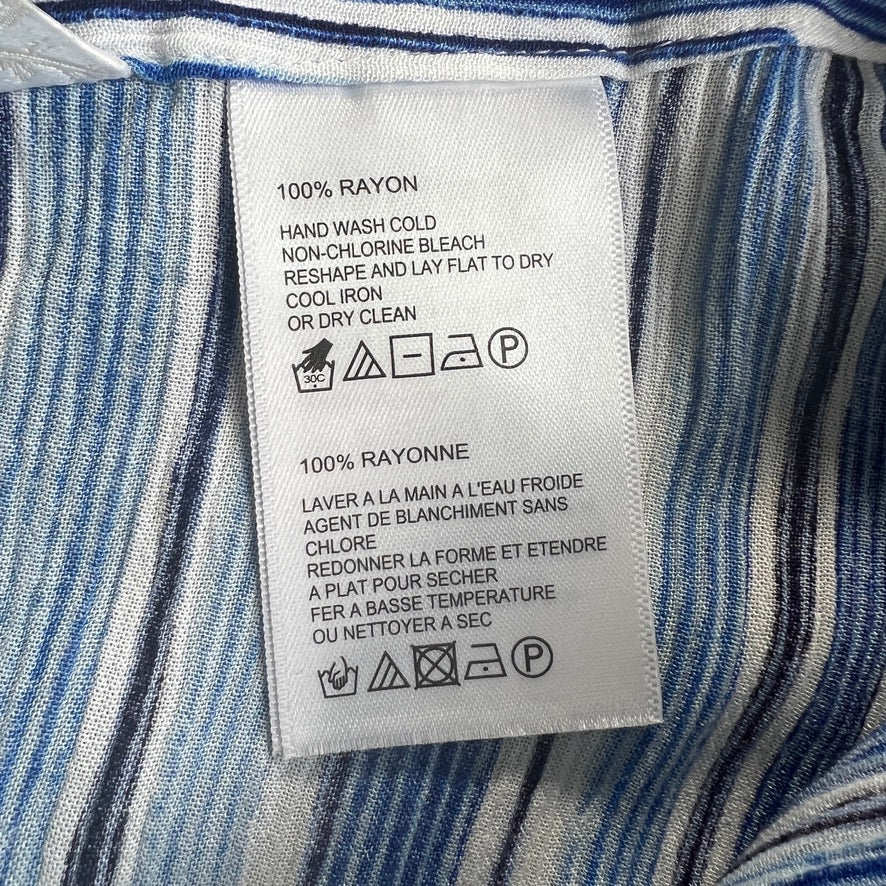 100% RAYON
HAND WASH COLD
NON-CHLORINE BLEACH
RESHAPE AND LAY FLAT TO DRY
COOL IRON
OR DRY CLEAN
30C P
100% RAYONNE
LAVER A LA MAIN A L'EAU FROIDE
AGENT DE BLANCHIMENT SANS
CHLORE
REDONNER LA FORME ET ETENDRE
A PLAT POUR SECHER
FER A BASSE TEMPERATURE
OU NETTOYER A SEC
P